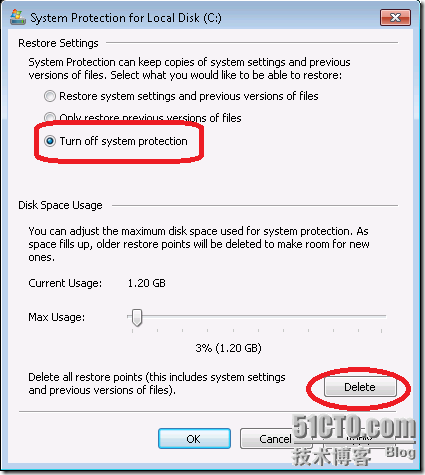 System Protection for Local Disk (C:)
Restore Settings
System Protection can keep copies of system settings and previous
versions of files. Select what you would like to be able to restore:
Restore system settings and previous versions of files
Only restore previous versions of files
Turn off system protection
Disk Space Usage
You can adjust the maximum disk space used for system protection. As
space fills up, older restore points will be deleted to make room for new
ones.
Current Usage: 1.20 GB
Max Usage:
3% (1.20 GB)
Delete all restore points (this includes system settings
and previous versions of files).
Delete
OK
Cancel
Apply
51CTO.com
技术博客 Blog